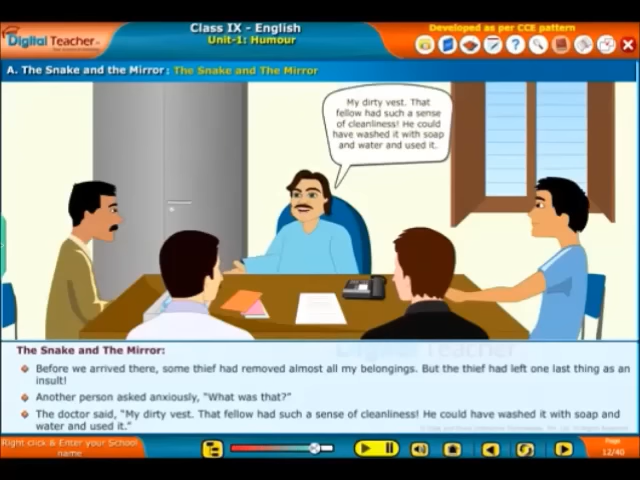 Digital Teacher
Class IX - English
Unit-1: Humour
Developed as per CCE pattern
A. The Snake and the Mirror : The Snake and The Mirror
My dirty vest. That
fellow had such a sense
of cleanliness! He could
have washed it with soap
and water and used it.
The Snake and The Mirror:
Before we arrived there, some thief had removed almost all my belongings. But the thief had left one last thing as an
insult!
Another person asked anxiously, “What was that?”
The doctor said, “My dirty vest. That fellow had such a sense of cleanliness! He could have washed it with soap and
water and used it.”
Right click & Enter your School
name
Page
12/40